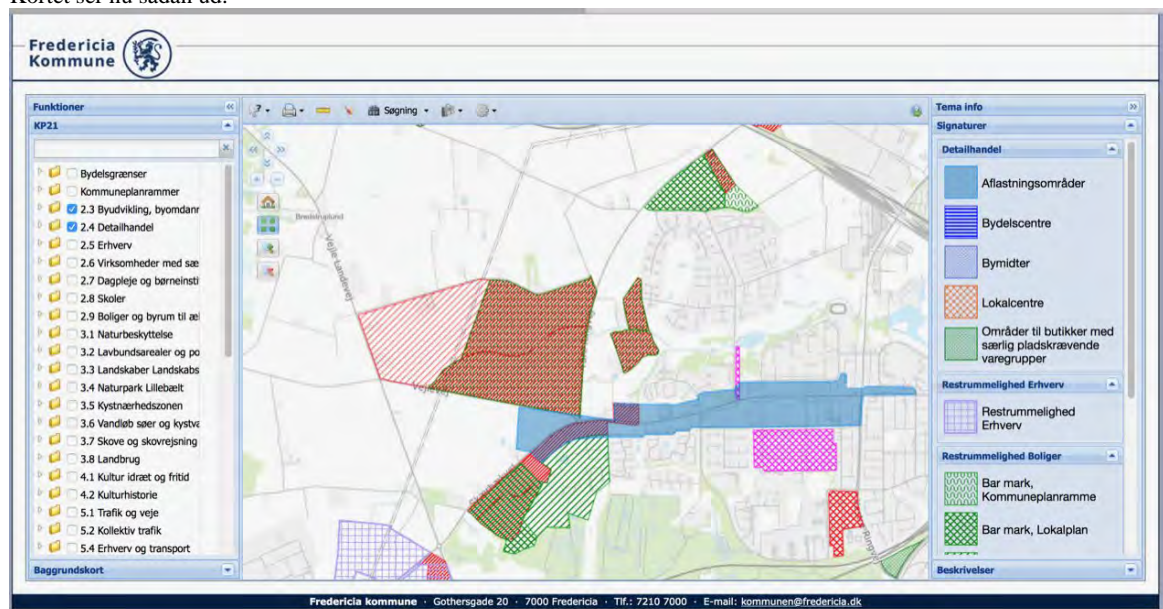 Kortet ser nu sådan ud:
Fredericia
Kommune
Funktioner
KP21
Bydelsgrænser
Kommuneplanrammer
2.3 Byudvikling, byomdanr
2.4 Detailhandel
2.5 Erhverv
2.6 Virksomheder med sæ
2.7 Dagpleje og børneinsti
2.8 Skoler
2.9 Boliger og byrum til æl
3.1 Naturbeskyttelse
3.2 Lavbundsarealer og po
3.3 Landskaber Landskabs
3.4 Naturpark Lillebælt
3.5 Kystnærhedszonen
3.6 Vandløb søer og kystva
3.7 Skove og skovrejsning
3.8 Landbrug
4.1 Kultur idræt og fritid
4.2 Kulturhistorie
5.1 Trafik og veje
5.2 Kollektiv trafik
5.4 Erhverv og transport
Baggrundskort
Søgning
Vejle Landevej
Tema info
Signaturer
Detailhandel
Aflastningsområder
Bydelscentre
Bymidter
Lokalcentre
Områder til butikker med
særlig pladskrævende
varegrupper
Restrummelighed Erhverv
Restrummelighed
Erhverv
Restrummelighed Boliger
Bar mark,
Kommuneplanramme
Bar mark, Lokalplan
Beskrivelser
Fredericia kommune · Gothersgade 20 · 7000 Fredericia · Tlf.: 7210 7000 · E-mail: kommunen@fredericia.dk